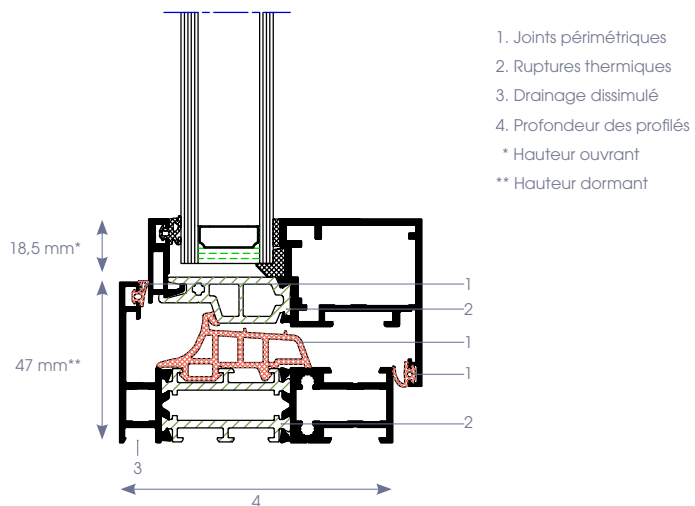 1. Joints périmétriques
2. Ruptures thermiques
3. Drainage dissimulé
4. Profondeur des profilés
* Hauteur ouvrant
** Hauteur dormant
18,5 mm*
1
2
1
47 mm**
1
2
3
4